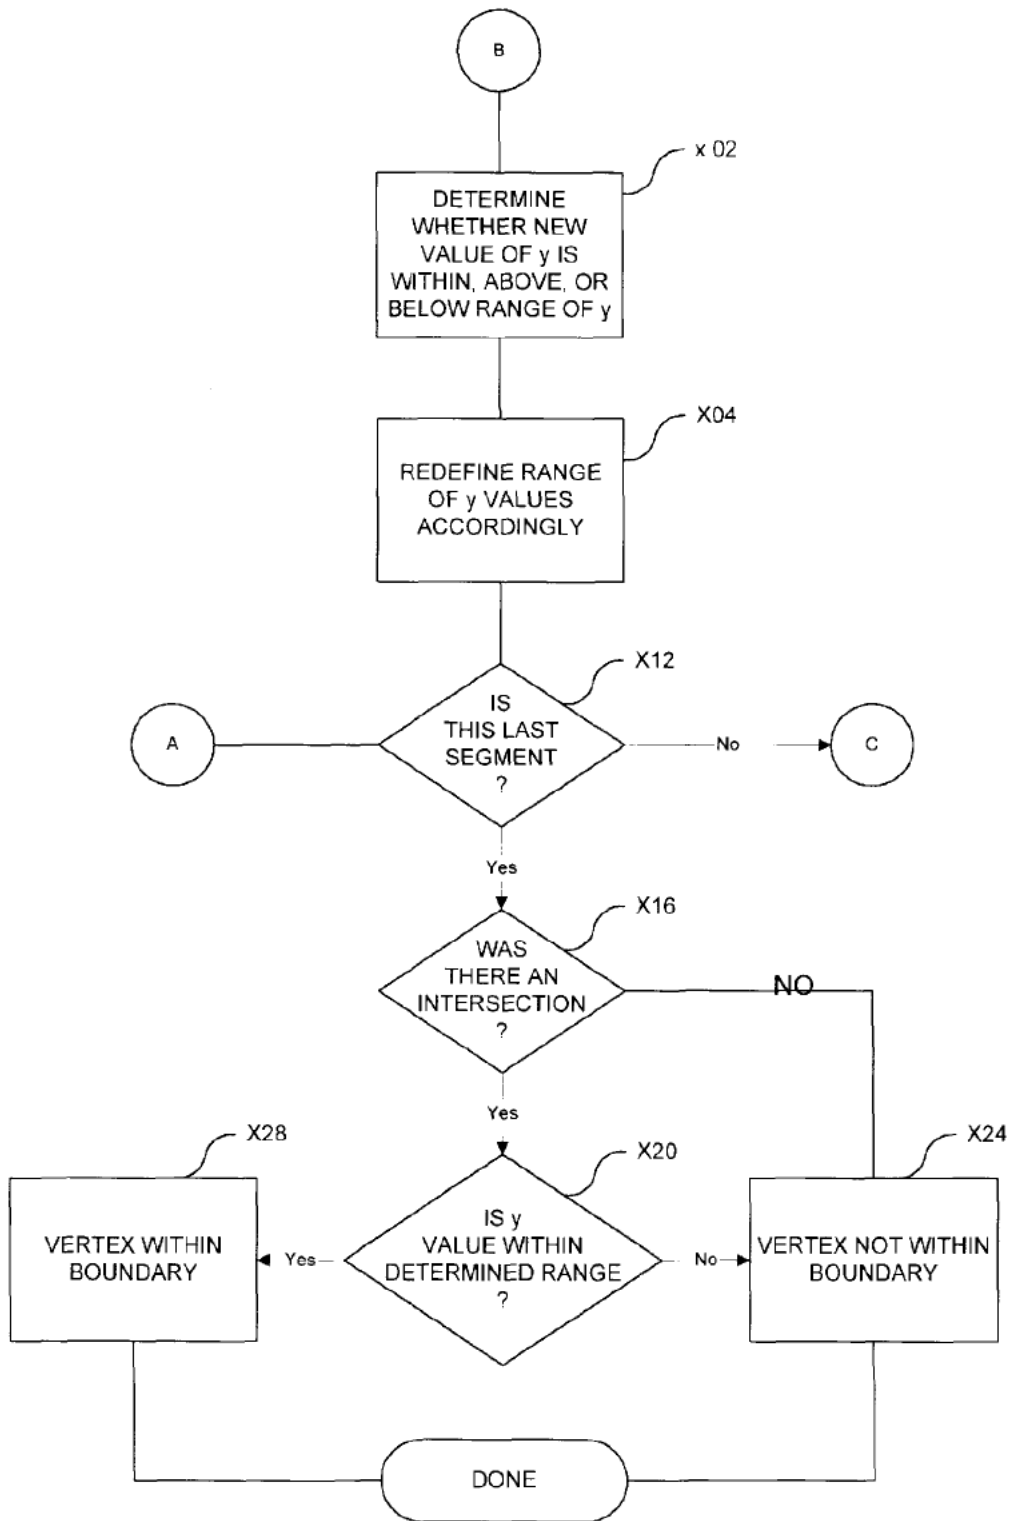 B
x 02
DETERMINE
WHETHER NEW
VALUE OF y IS
WITHIN, ABOVE, OR
BELOW RANGE OF y
X04
REDEFINE RANGE
OF y VALUES
ACCORDINGLY
X12
IS
THIS LAST
SEGMENT
?
A
No
C
Yes
X16
WAS
THERE AN
INTERSECTION
?
NO
Yes
X28
X20
X24
VERTEX WITHIN
BOUNDARY
Yes
IS y
VALUE WITHIN
DETERMINED RANGE
?
No
VERTEX NOT WITHIN
BOUNDARY
DONE